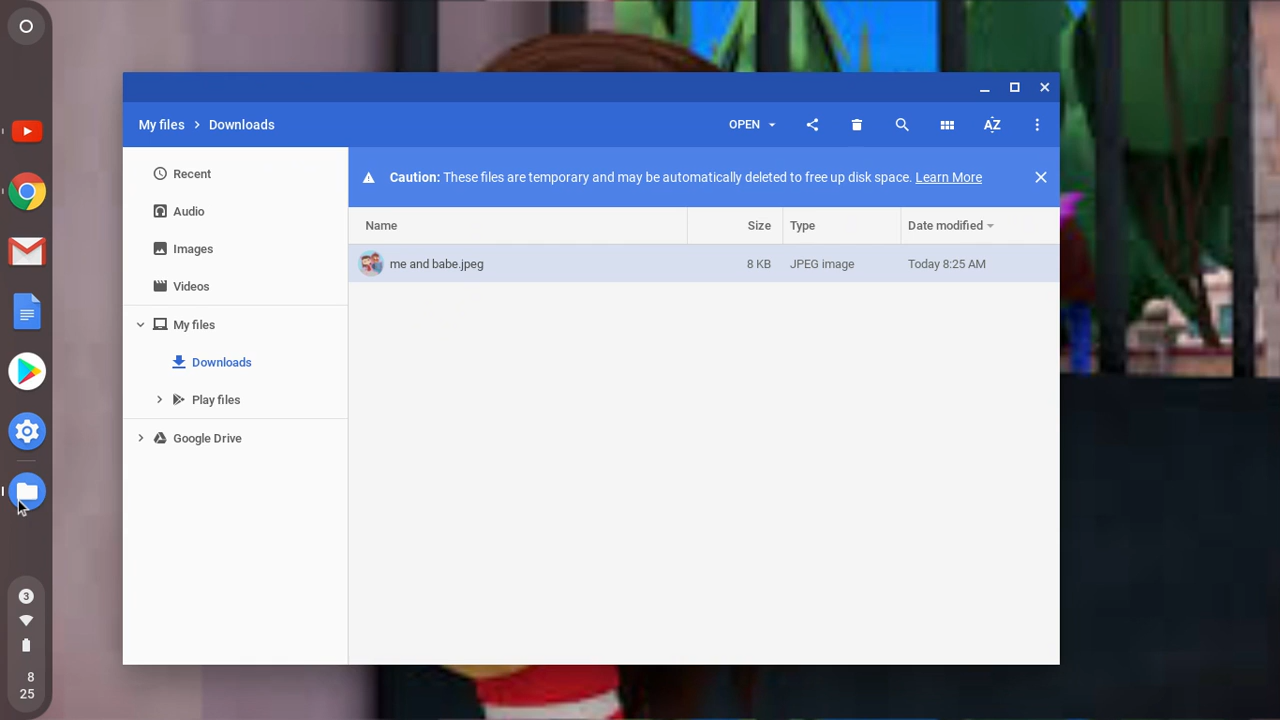 My files > Downloads
OPEN
AZ
Recent
Audio
Images
Videos
My files
Downloads
Play files
Google Drive
Caution: These files are temporary and may be automatically deleted to free up disk space. Learn More
Name Size Type Date modified
me and babe.jpeg 8 KB JPEG image Today 8:25 AM
3
8
25